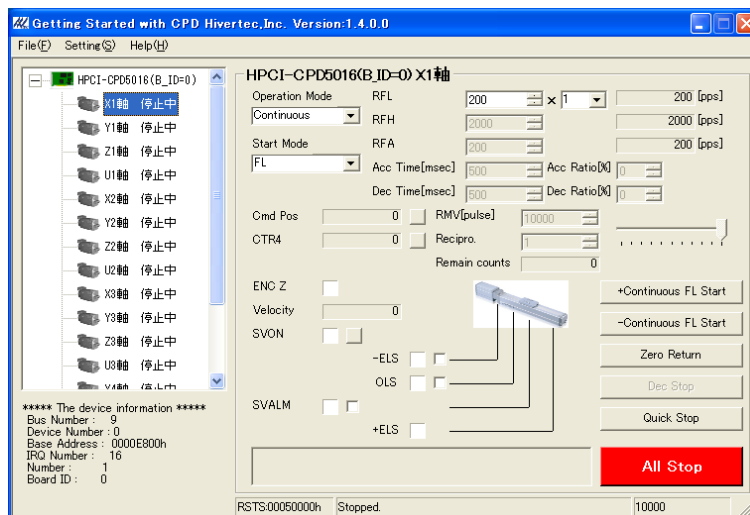 Getting Started with CPD Hivertec,Inc. Version:1.4.0.0
File(F) Setting(S) Help(H)
HPCI-CPD5016(B_ID=0)
X1軸 停止中
Y1軸 停止中
Z1軸 停止中
U1軸 停止中
X2軸 停止中
Y2軸 停止中
Z2軸 停止中
U2軸 停止中
X3軸 停止中
Y3軸 停止中
Z3軸 停止中
U3軸 停止中
Y4軸 停止中
***** The device information *****
Bus Number : 9
Device Number : 0
Base Address : 0000E800h
IRQ Number : 16
Number : 1
Board ID : 0
HPCI-CPD5016(B_ID=0) X1軸
Operation Mode
Continuous
Start Mode
FL
RFL 200 × 1 200 [pps]
RFH 2000 2000 [pps]
RFA 200 200 [pps]
Acc Time[msec] 500 Acc Ratio[%] 0
Dec Time[msec] 500 Dec Ratio[%] 0
Cmd Pos 0 RMV[pulse] 10000
CTR4 0 Recipro. 1
Remain counts 0
ENC Z
Velocity 0
SVON
-ELS
OLS
SVALM
+ELS
+Continuous FL Start
-Continuous FL Start
Zero Return
Dec Stop
Quick Stop
All Stop
RSTS:00050000h Stopped. 10000